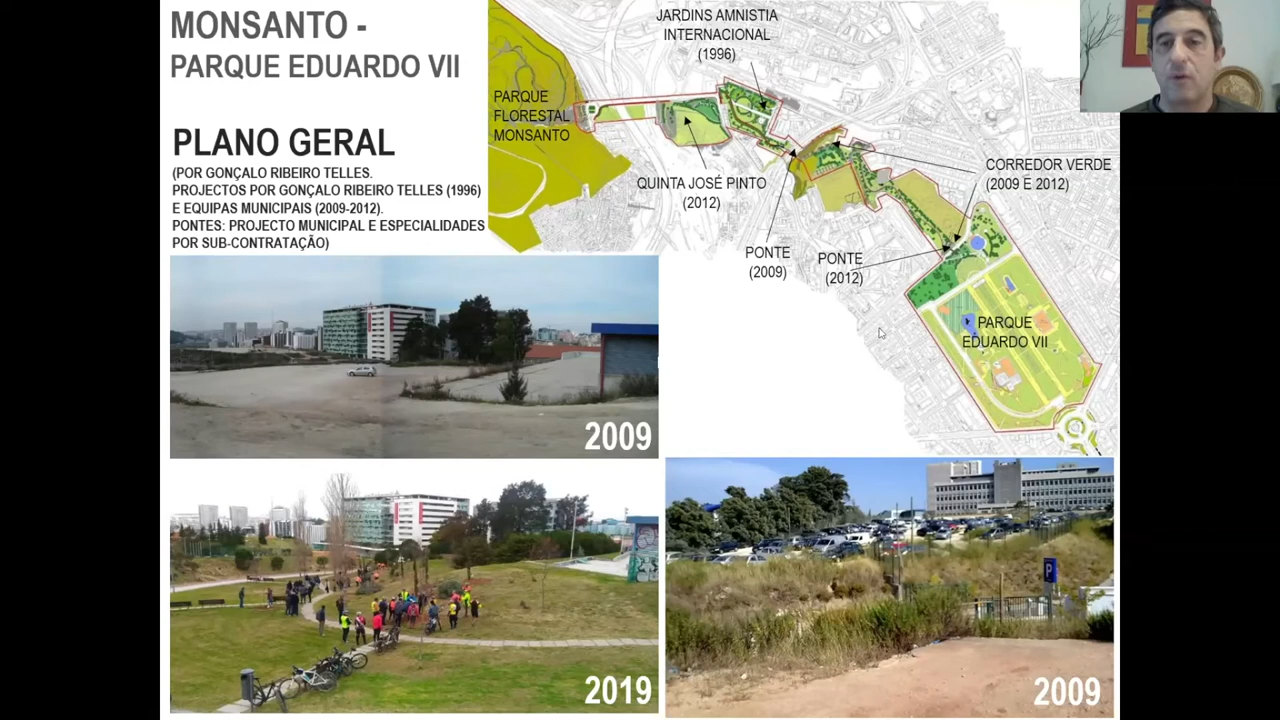 MONSANTO -
PARQUE EDUARDO VII
PLANO GERAL
(POR GONÇALO RIBEIRO TELLES.
PROJECTOS POR GONÇALO RIBEIRO TELLES (1996)
E EQUIPAS MUNICIPAIS (2009-2012).
PONTES: PROJECTO MUNICIPAL E ESPECIALIDADES
POR SUB-CONTRATAÇÃO)
JARDINS AMNISTIA
INTERNACIONAL
(1996)
PARQUE
FLORESTAL
MONSANTO
QUINTA JOSÉ PINTO
(2012)
CORREDOR VERDE
(2009 E 2012)
PONTE
(2009)
PONTE
(2012)
PARQUE
EDUARDO VII
2009
2019
P
2009